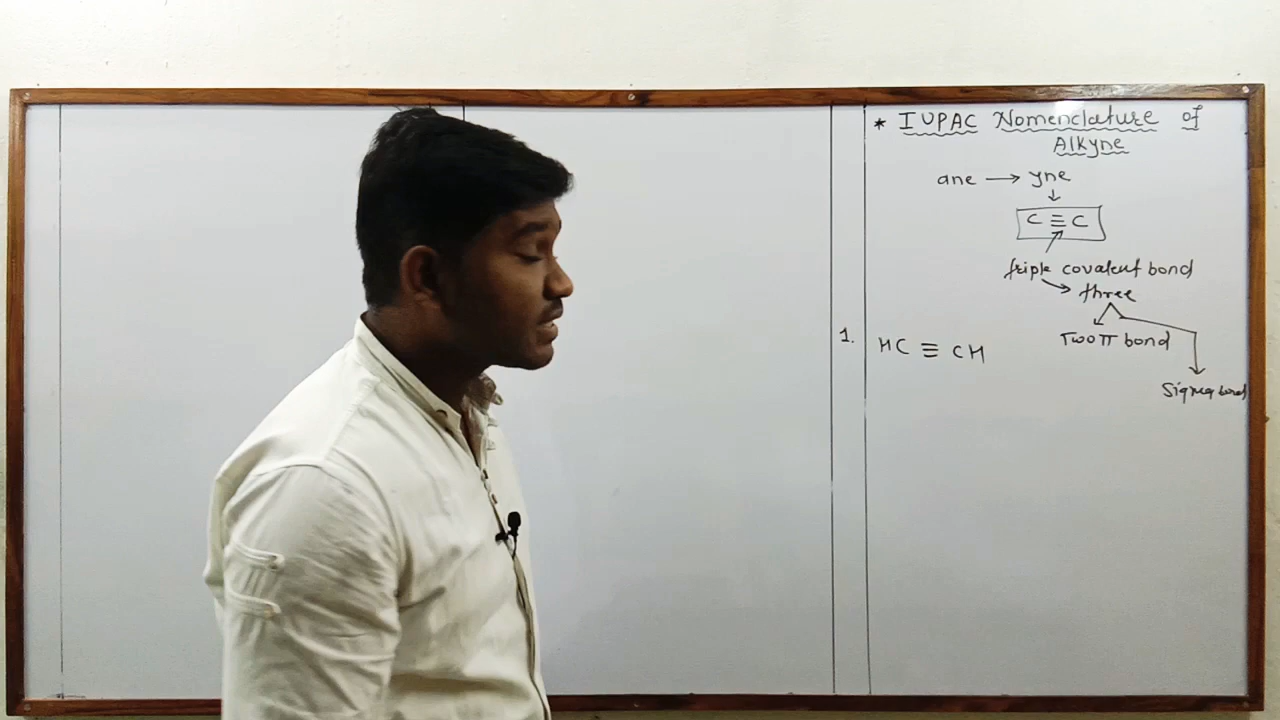 * IUPAC Nomenclature of
Alkyne
ane → yne
↓
C ≡ C
triple covalent bond
→ three
Two π bond
1. HC ≡ CH
Sigma bond